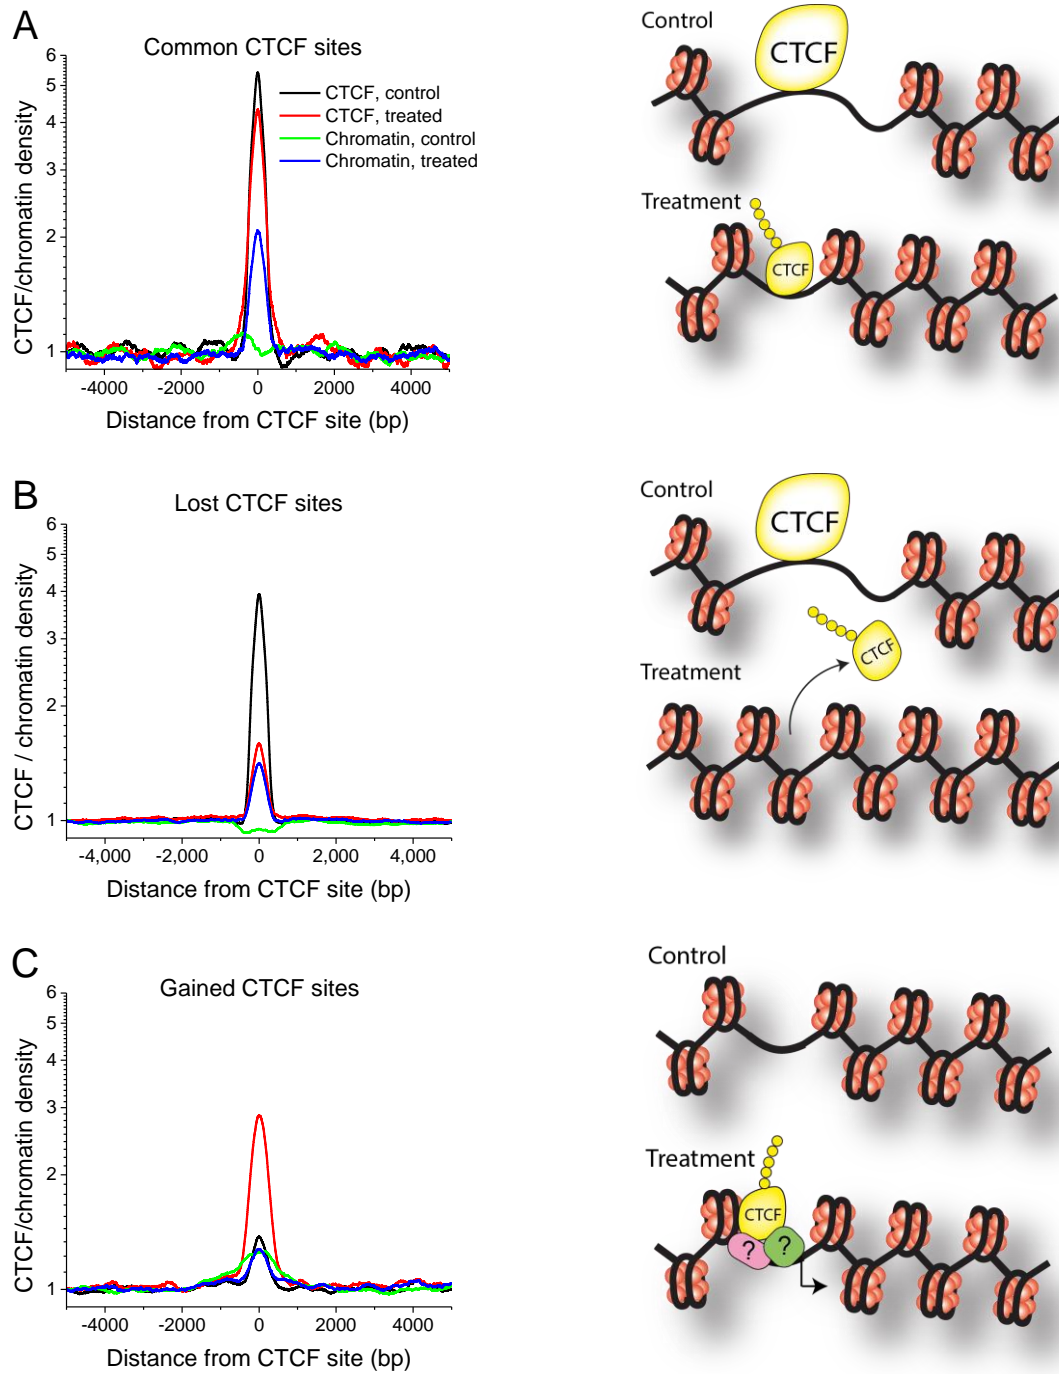 A
Common CTCF sites
CTCF/chromatin density
6
5
4
3
2
1
CTCF, control
CTCF, treated
Chromatin, control
Chromatin, treated
-4000 -2000 0 2000 4000
Distance from CTCF site (bp)
Control
CTCF
Treatment
CTCF
B
Lost CTCF sites
CTCF / chromatin density
6
5
4
3
2
1
-4,000 -2,000 0 2,000 4,000
Distance from CTCF site (bp)
Control
CTCF
CTCF
Treatment
C
Gained CTCF sites
CTCF/chromatin density
6
5
4
3
2
1
-4000 -2000 0 2000 4000
Distance from CTCF site (bp)
Control
Treatment
CTCF
? ?